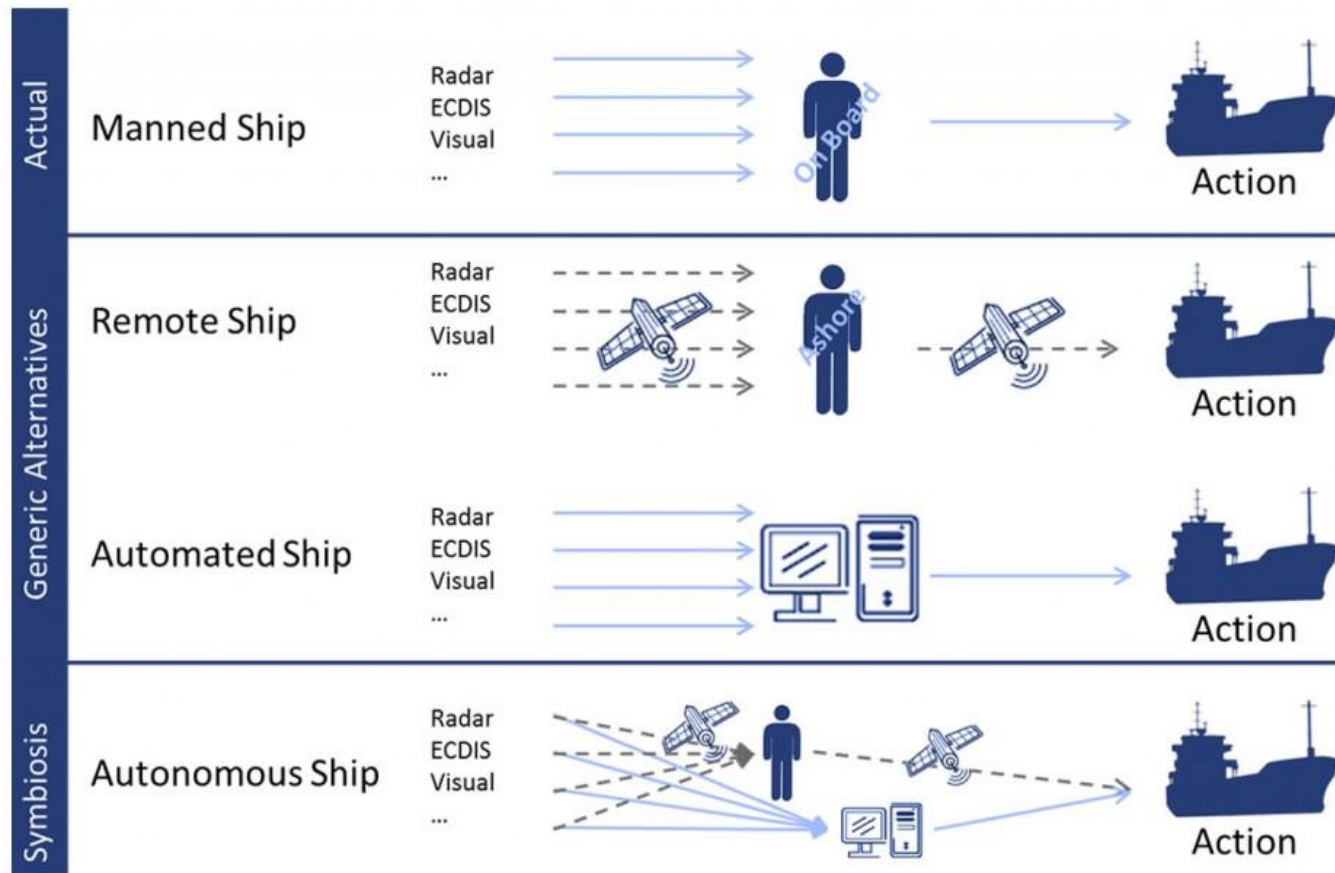 Actual
Manned Ship
Radar
ECDIS
Visual
...
On Board
Action
Generic Alternatives
Remote Ship
Radar
ECDIS
Visual
...
Ashore
Action
Automated Ship
Radar
ECDIS
Visual
...
Action
Symbiosis
Autonomous Ship
Radar
ECDIS
Visual
...
Action